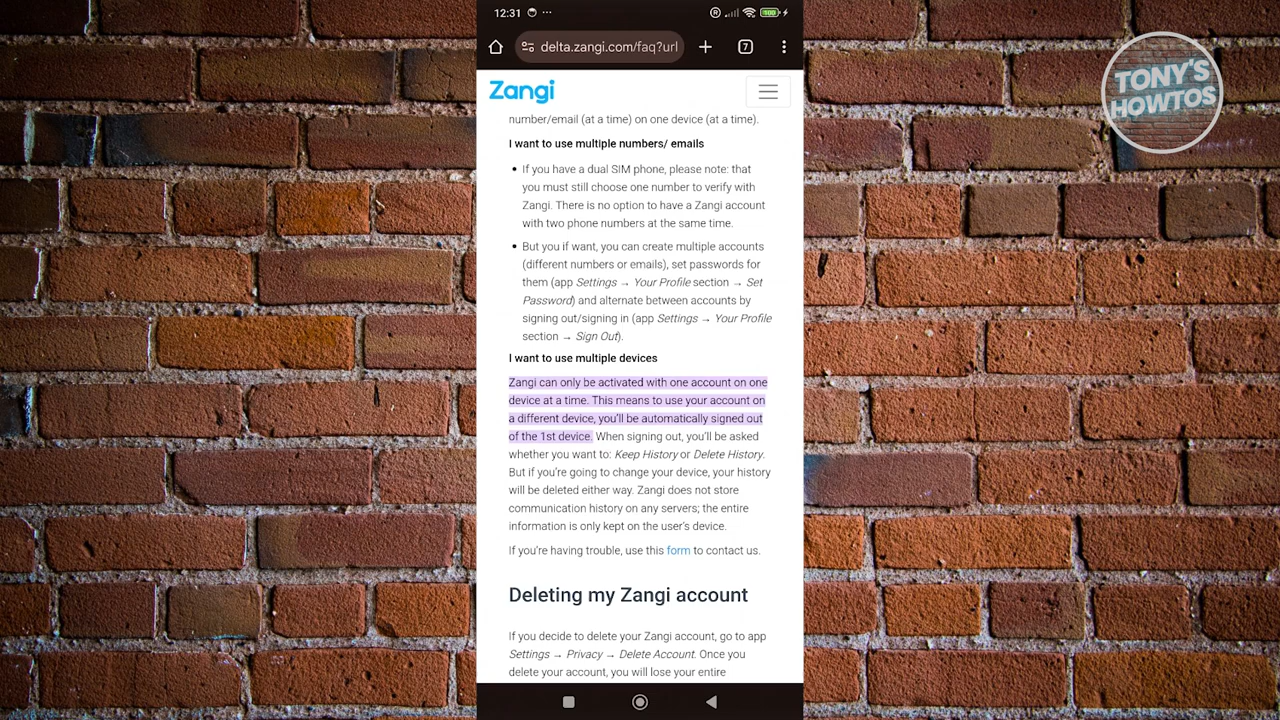 12:31
100
delta.zangi.com/faq?url
7
Zangi
TONY'S
HOWTOS
number/email (at a time) on one device (at a time).
I want to use multiple numbers/ emails
If you have a dual SIM phone, please note: that
you must still choose one number to verify with
Zangi. There is no option to have a Zangi account
with two phone numbers at the same time.
But you if want, you can create multiple accounts
(different numbers or emails), set passwords for
them (app Settings → Your Profile section → Set
Password) and alternate between accounts by
signing out/signing in (app Settings → Your Profile
section → Sign Out).
I want to use multiple devices
Zangi can only be activated with one account on one
device at a time. This means to use your account on
a different device, you'll be automatically signed out
of the 1st device. When signing out, you'll be asked
whether you want to: Keep History or Delete History.
But if you're going to change your device, your history
will be deleted either way. Zangi does not store
communication history on any servers; the entire
information is only kept on the user's device.
If you're having trouble, use this form to contact us.
Deleting my Zangi account
If you decide to delete your Zangi account, go to app
Settings → Privacy → Delete Account. Once you
delete your account, you will lose your entire